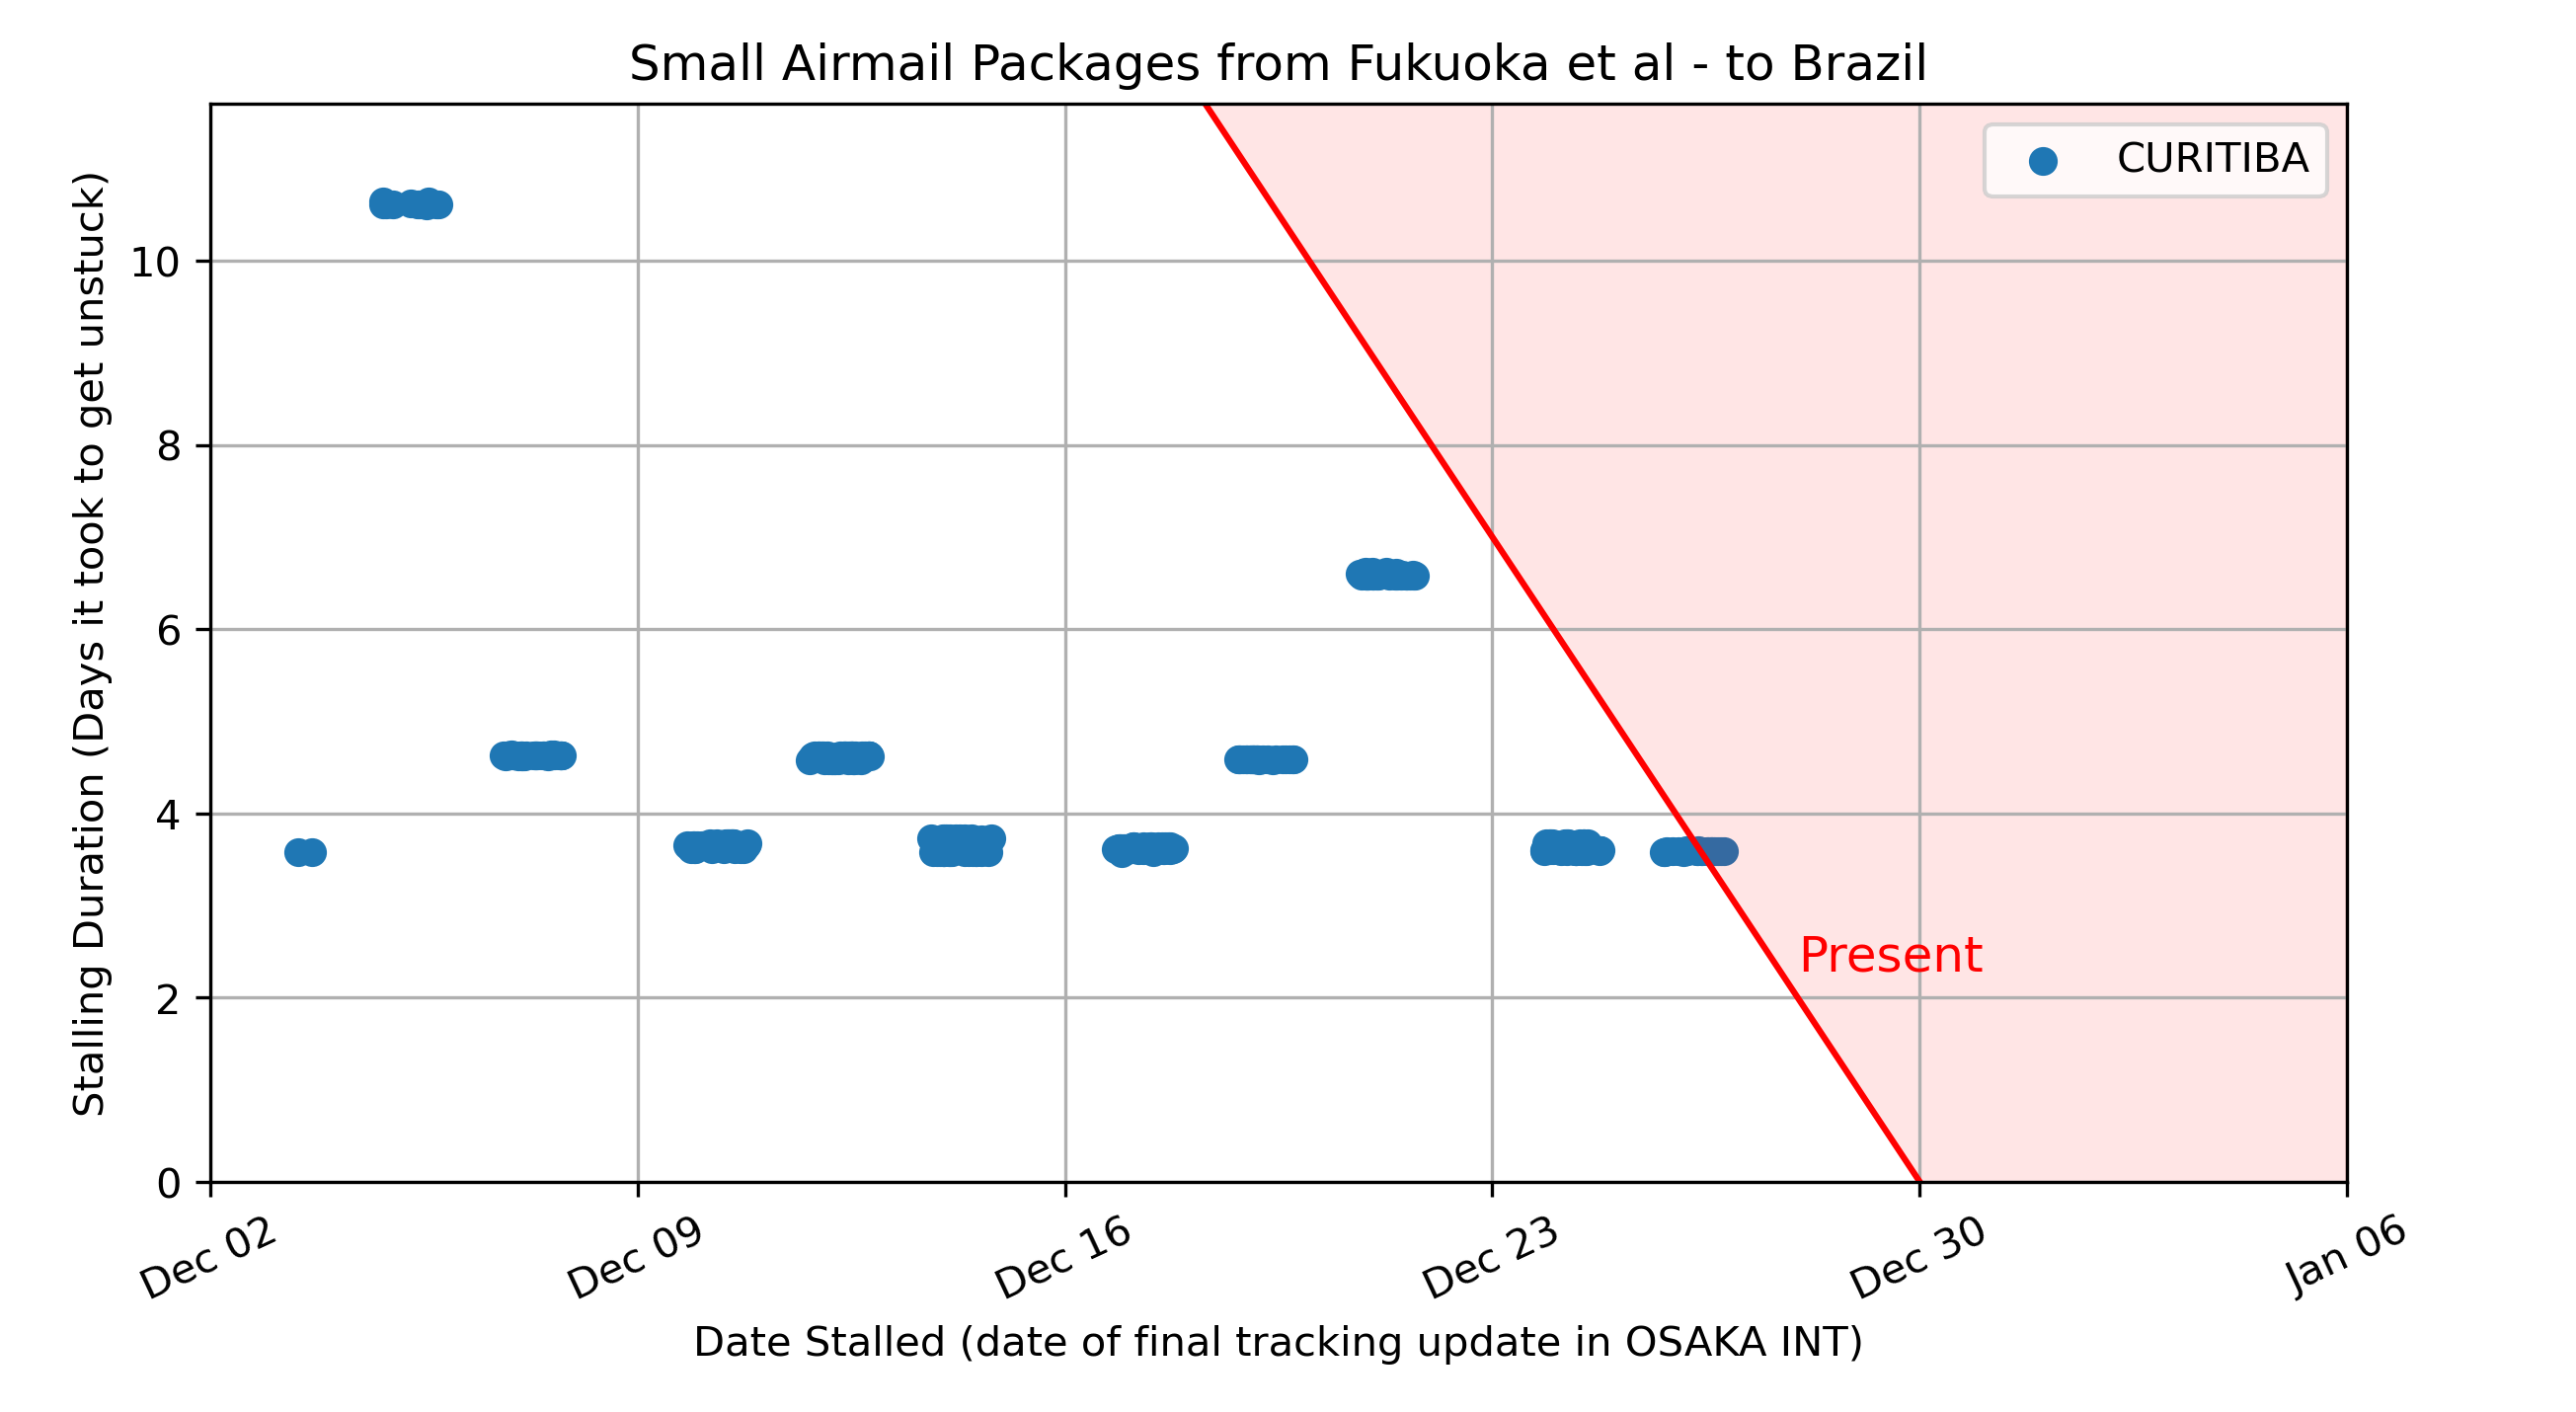 Small Airmail Packages from Fukuoka et al - to Brazil
CURITIBA
Stalling Duration (Days it took to get unstuck)
10
8
6
4
2
0
Present
Dec 02
Dec 09
Dec 16
Dec 23
Dec 30
Jan 06
Date Stalled (date of final tracking update in OSAKA INT)